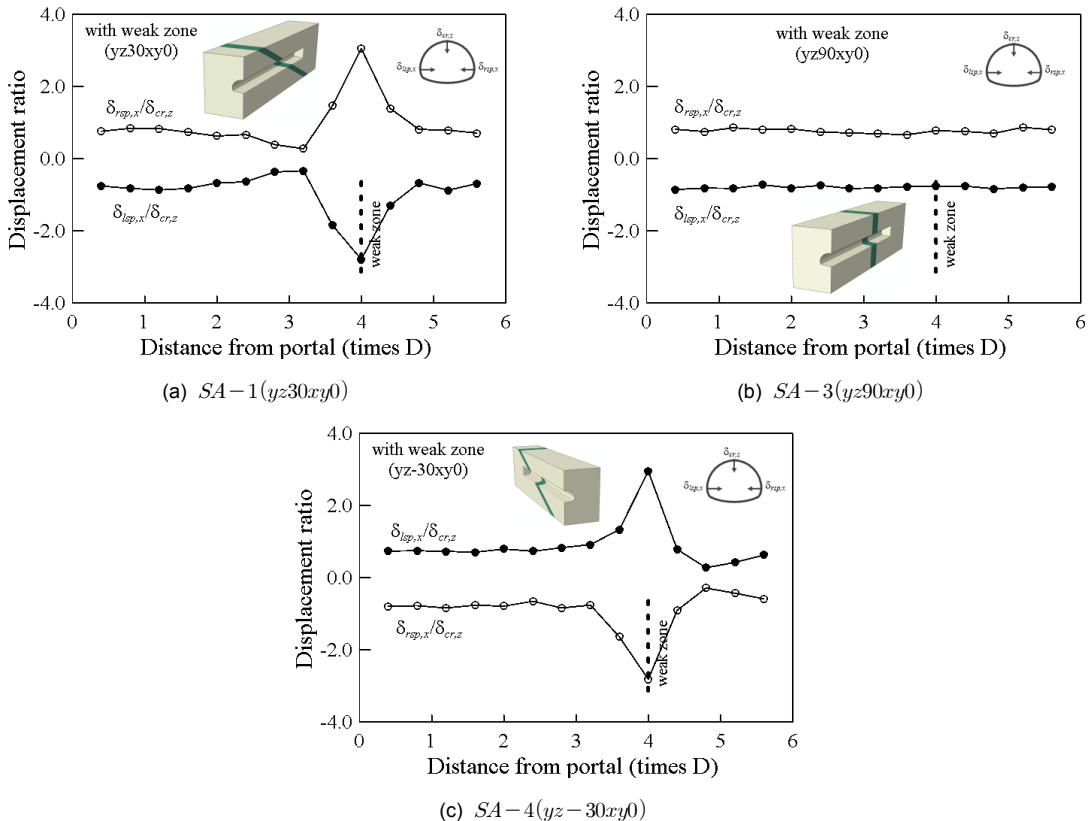 with weak zone
(yz30xy0)
δcr,z
δlsp,x
δrsp,x
δrsp,x/δcr,z
δlsp,x/δcr,z
weak zone
4.0
2.0
0.0
-2.0
-4.0
Displacement ratio
0 1 2 3 4 5 6
Distance from portal (times D)
(a) SA-1(yz30xy0)
with weak zone
(yz90xy0)
δcr,z
δlsp,x
δrsp,x
δrsp,x/δcr,z
δlsp,x/δcr,z
weak zone
4.0
2.0
0.0
-2.0
-4.0
Displacement ratio
0 1 2 3 4 5 6
Distance from portal (times D)
(b) SA-3(yz90xy0)
with weak zone
(yz-30xy0)
δcr,z
δlsp,x
δrsp,x
δlsp,x/δcr,z
δrsp,x/δcr,z
weak zone
4.0
2.0
0.0
-2.0
-4.0
Displacement ratio
0 1 2 3 4 5 6
Distance from portal (times D)
(c) SA-4(yz-30xy0)